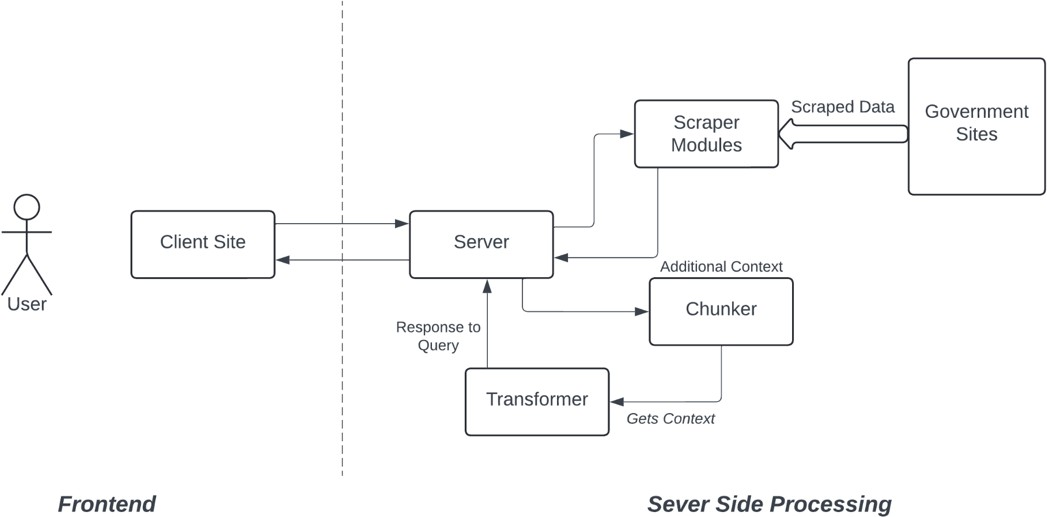 Scraped Data
Government
Sites
Scraper
Modules
Client Site
Server
User
Additional Context
Chunker
Response to
Query
Transformer
Gets Context
Frontend
Sever Side Processing